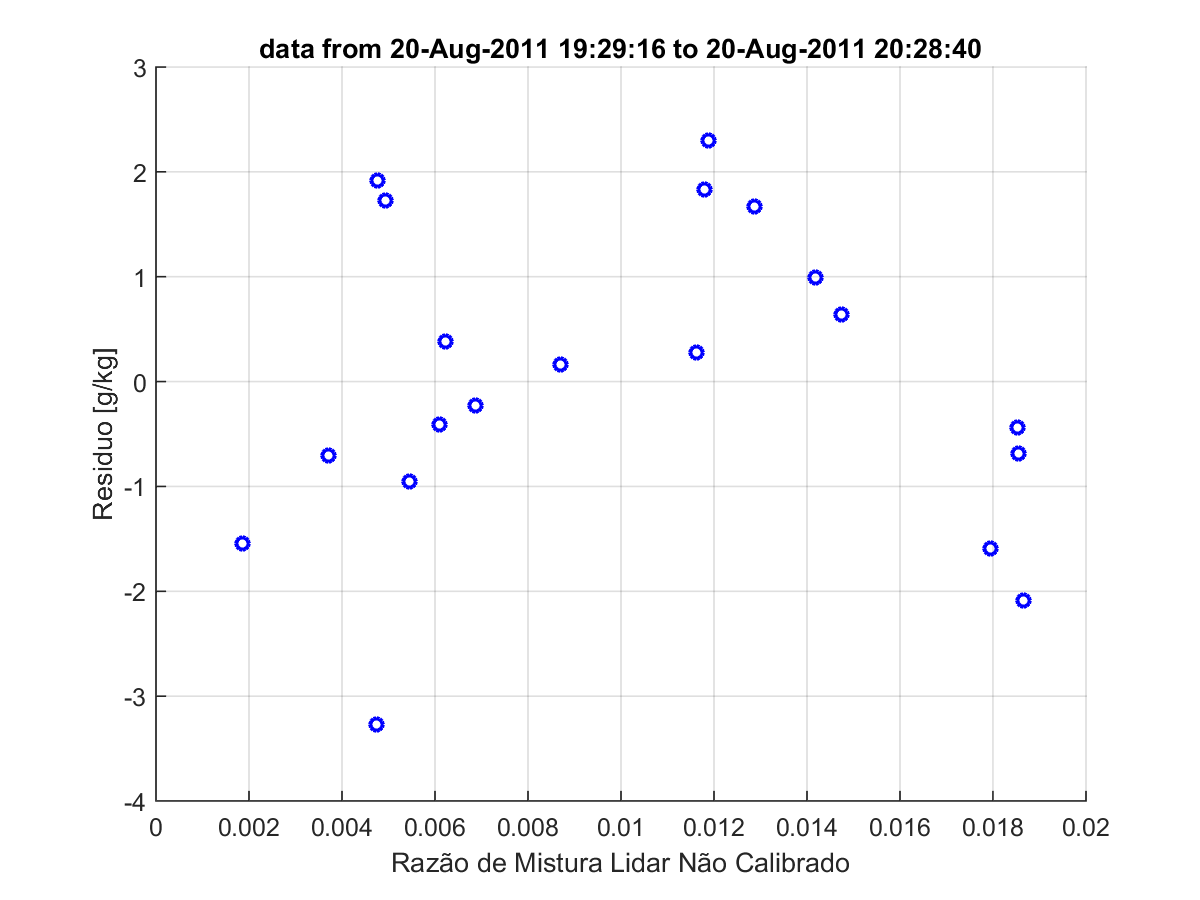 data from 20-Aug-2011 19:29:16 to 20-Aug-2011 20:28:40
3
2
1
0
-1
-2
-3
-4
Residuo [g/kg]
0 0.002 0.004 0.006 0.008 0.01 0.012 0.014 0.016 0.018 0.02
Razão de Mistura Lidar Não Calibrado